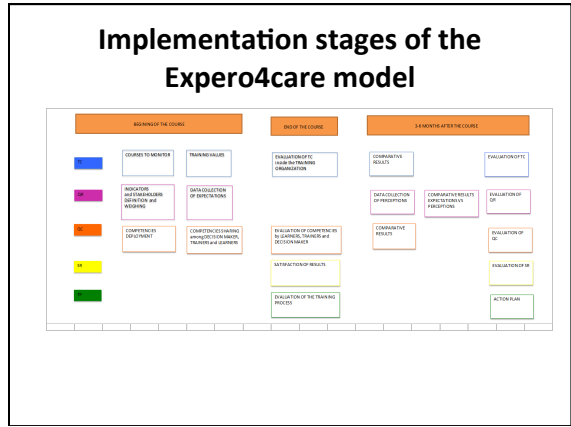 Implementation stages of the
Expero4care model
BEGINING OF THE COURSE
END OF THE COURSE
3-6 MONTHS AFTER THE COURSE
TC
COURSES TO MONITOR
TRAINING VALUES
EVALUATION OF TC
inside the TRAINING
ORGANIZATION
COMPARATIVE
RESULTS
EVALUATION OF TC
QR
INDICATORS
and STAKEHOLDERS
DEFINITION and
WEIGHING
DATA COLLECTION
OF EXPECTATIONS
DATA COLLECTION
OF PERCEPTIONS
COMPARATIVE RESULTS
EXPECTATIONS VS
PERCEPTIONS
EVALUATION OF
QR
QC
COMPETENCIES
DEPLOYMENT
COMPETENCIES SHARING
among DECISION MAKER,
TRAINERS and LEARNERS
EVALUATION OF COMPETENCIES
by LEARNERS, TRAINERS and
DECISION MAKER
COMPARATIVE
RESULTS
EVALUATION OF
QC
SR
SATISFACTION OF RESULTS
EVALUATION OF SR
EVALUATION OF THE TRAINING
PROCESS
ACTION PLAN